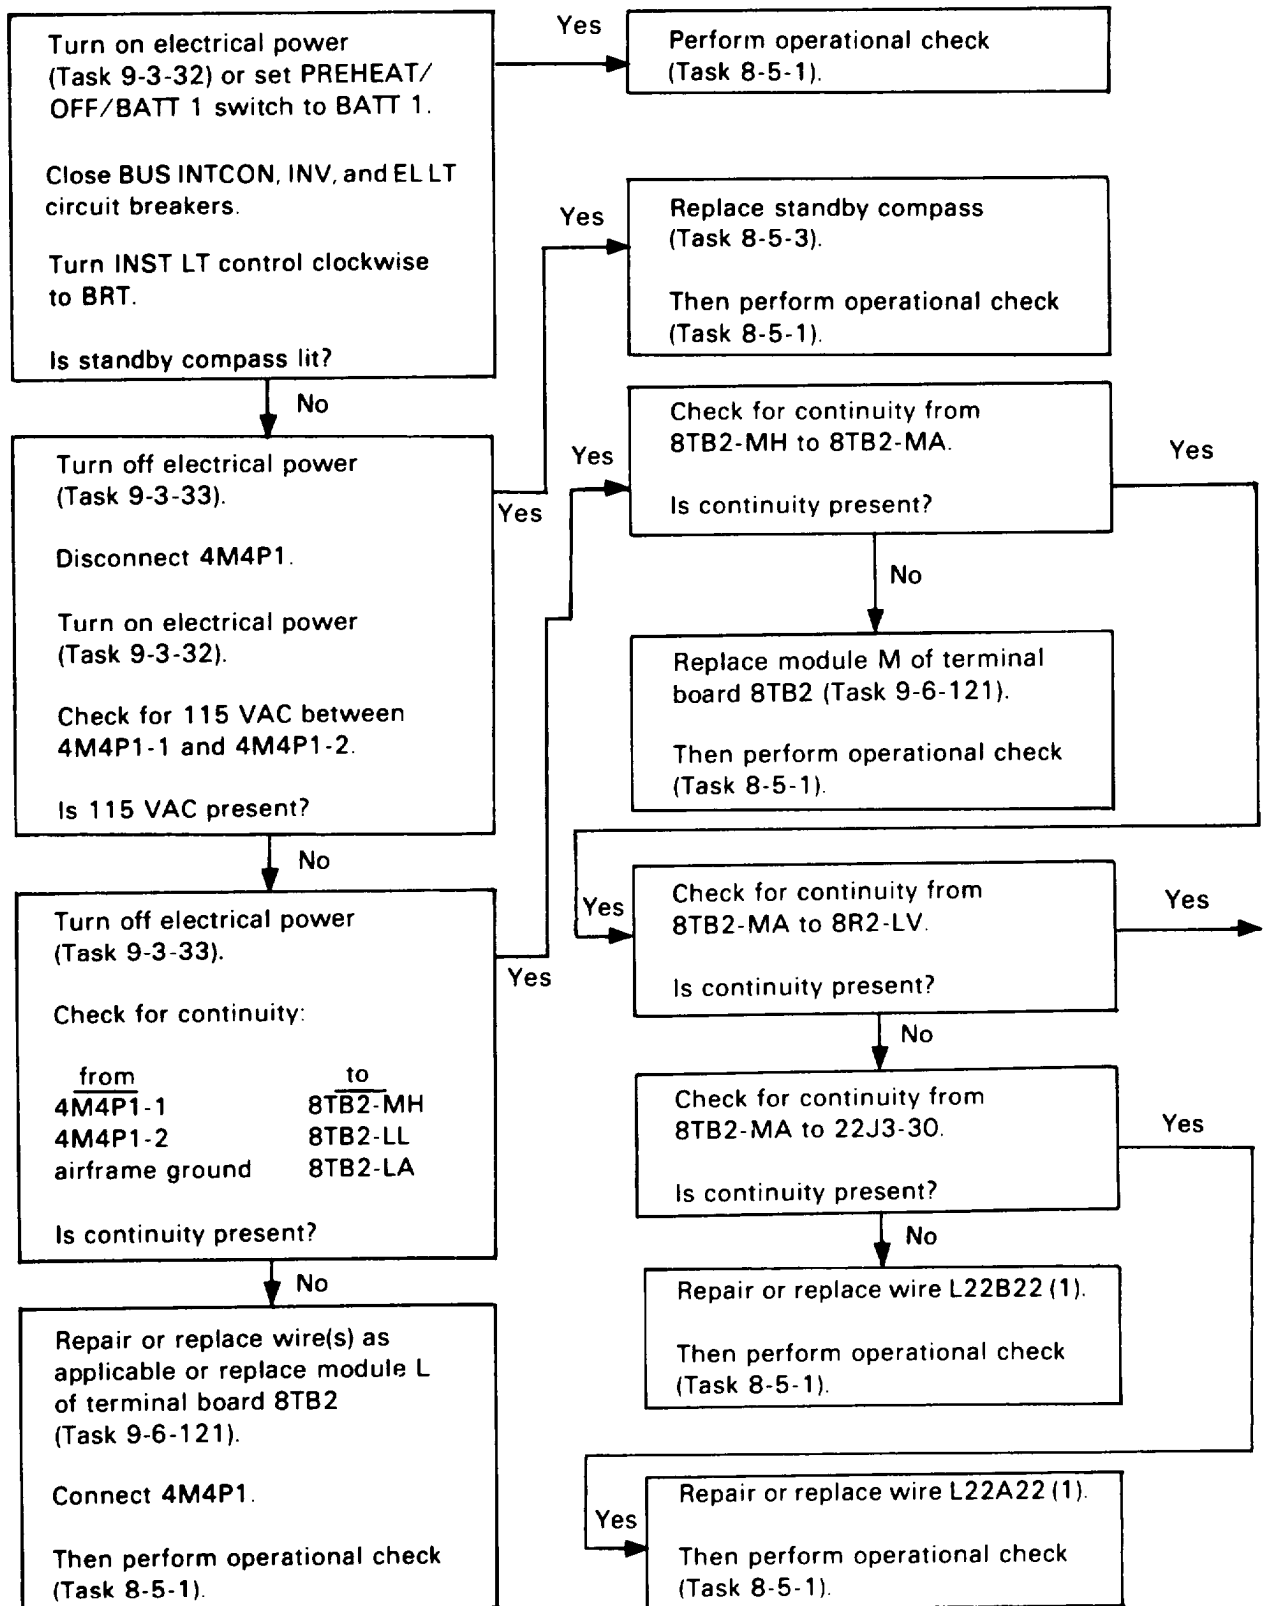 Turn on electrical power
(Task 9-3-32) or set PREHEAT/
OFF/BATT 1 switch to BATT 1.
Close BUS INTCON, INV, and EL LT
circuit breakers.
Turn INST LT control clockwise
to BRT.
Is standby compass lit?
Yes
Perform operational check
(Task 8-5-1).
No
Turn off electrical power
(Task 9-3-33).
Disconnect 4M4P1.
Turn on electrical power
(Task 9-3-32).
Check for 115 VAC between
4M4P1-1 and 4M4P1-2.
Is 115 VAC present?
Yes
Yes
Replace standby compass
(Task 8-5-3).
Then perform operational check
(Task 8-5-1).
No
Turn off electrical power
(Task 9-3-33).
Check for continuity:
from to
4M4P1-1 8TB2-MH
4M4P1-2 8TB2-LL
airframe ground 8TB2-LA
Is continuity present?
Yes
Yes
No
Repair or replace wire(s) as
applicable or replace module L
of terminal board 8TB2
(Task 9-6-121).
Connect 4M4P1.
Then perform operational check
(Task 8-5-1).
Check for continuity from
8TB2-MH to 8TB2-MA.
Is continuity present?
Yes
No
Replace module M of terminal
board 8TB2 (Task 9-6-121).
Then perform operational check
(Task 8-5-1).
Yes
Check for continuity from
8TB2-MA to 8R2-LV.
Is continuity present?
Yes
No
Check for continuity from
8TB2-MA to 22J3-30.
Is continuity present?
Yes
No
Repair or replace wire L22B22 (1).
Then perform operational check
(Task 8-5-1).
Yes
Repair or replace wire L22A22 (1).
Then perform operational check
(Task 8-5-1).